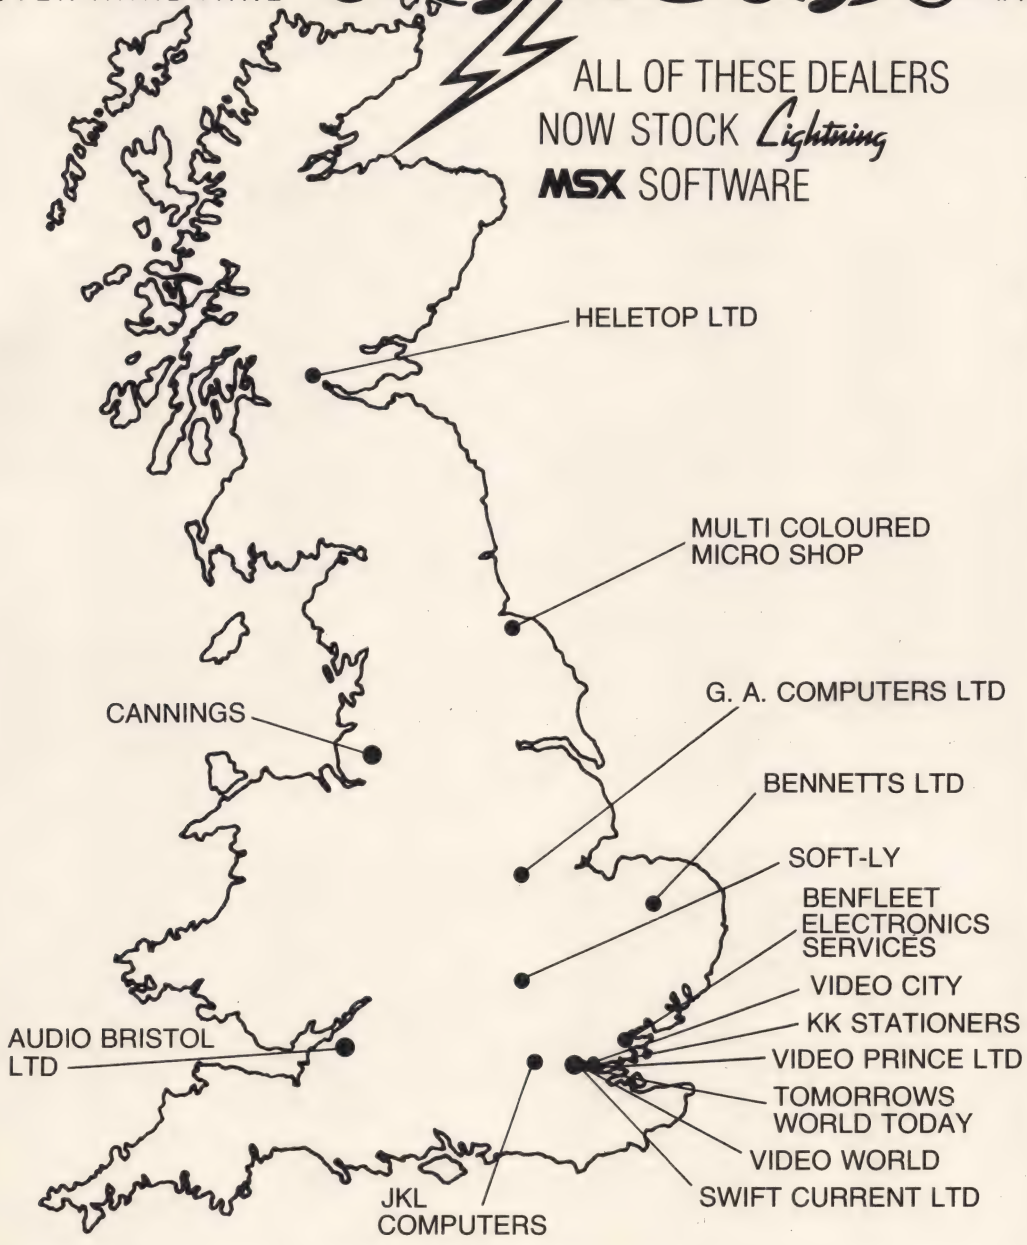 ALL OF THESE DEALERS
NOW STOCK Lightning
MSX SOFTWARE
HELETOP LTD
MULTI COLOURED
MICRO SHOP
G. A. COMPUTERS LTD
CANNINGS
BENNETTS LTD
SOFT-LY
BENFLEET
ELECTRONICS
SERVICES
VIDEO CITY
KK STATIONERS
AUDIO BRISTOL
LTD
VIDEO PRINCE LTD
TOMORROWS
WORLD TODAY
VIDEO WORLD
SWIFT CURRENT LTD
JKL
COMPUTERS